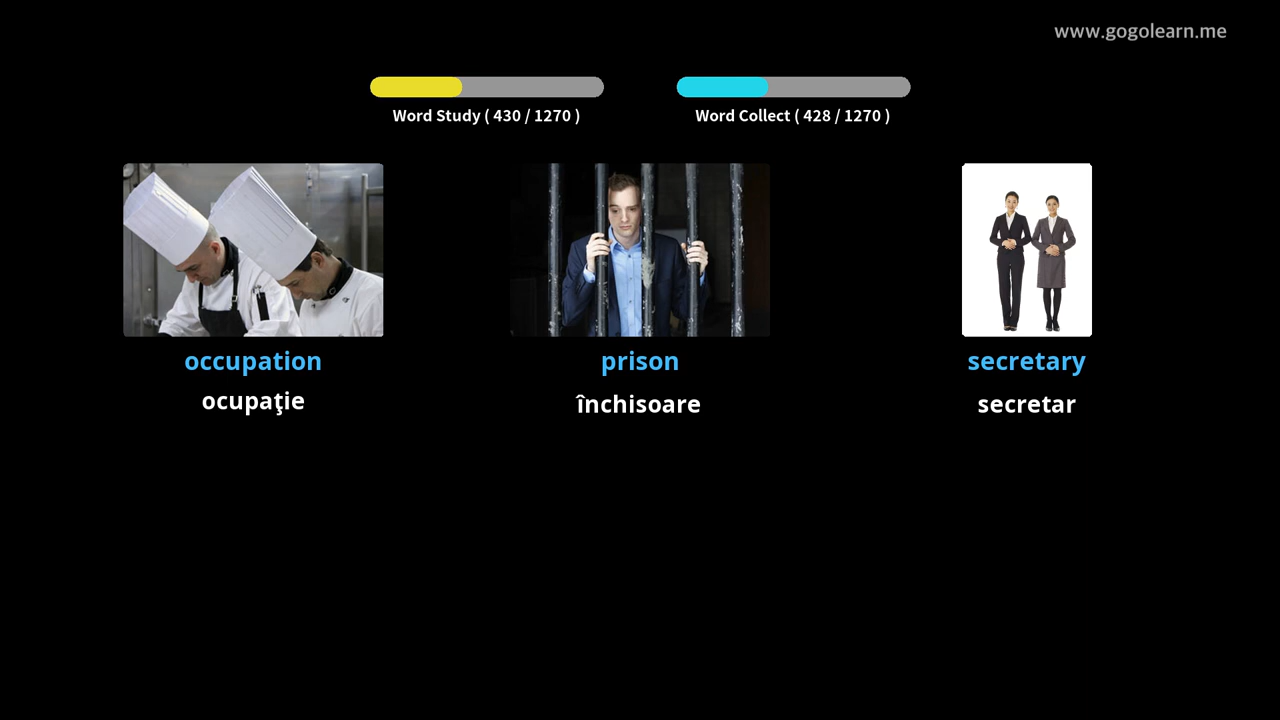 www.gogolearn.me
Word Study ( 430 / 1270 )
Word Collect ( 428 / 1270 )
occupation
ocupaţie
prison
închisoare
secretary
secretar